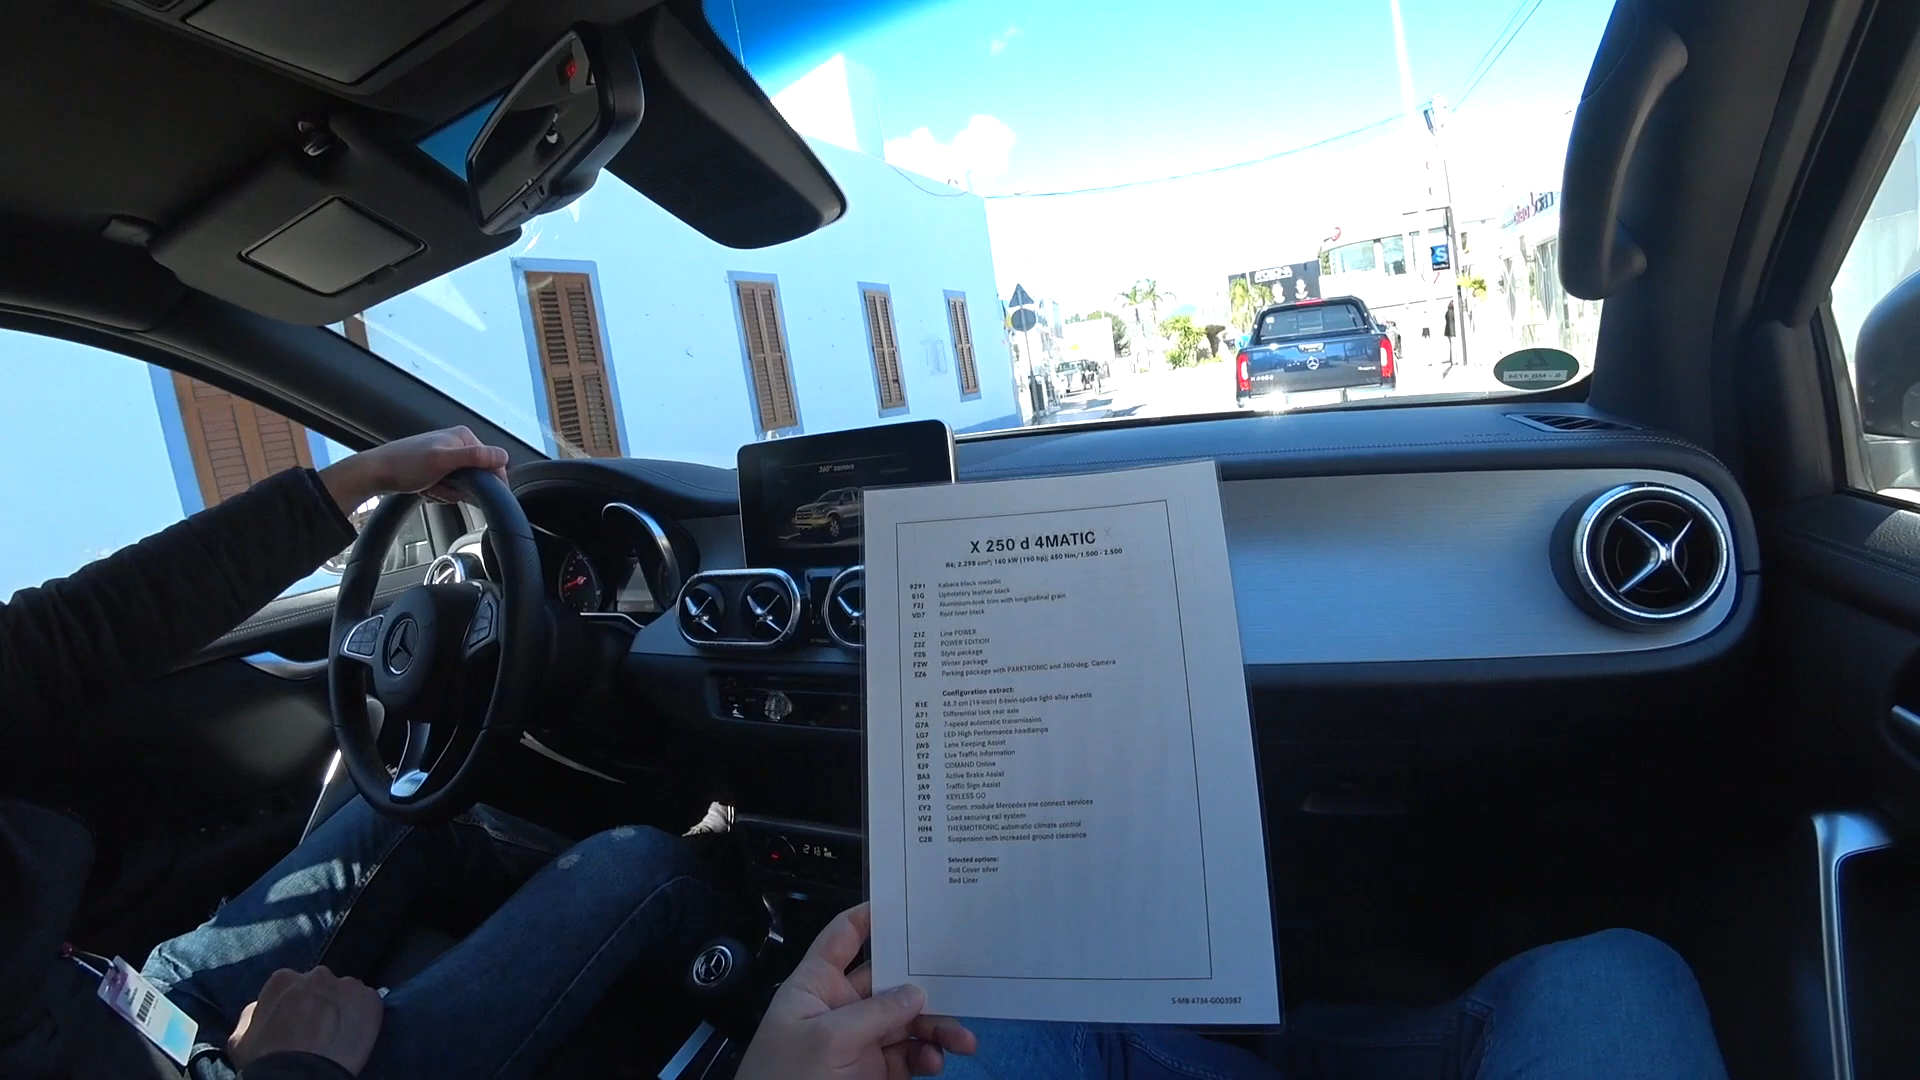 360° camera
X 250 d 4MATIC
R4; 2.298 cm³; 140 kW (190 hp); 450 Nm/1.500 - 2.500
9291 Kabara black metallic
61G Upholstery leather black
F2J Aluminium-look trim with longitudinal grain
VD7 Roof liner black
Z1Z Line POWER
Z2Z POWER EDITION
Style package
F2W Winter package
EZ6 Parking package with PARKTRONIC and 360-deg. Camera
Configuration extract:
R1E 48.3 cm (19-inch) 6-twin-spoke light-alloy wheels
A71 Differential lock rear axle
G7A 7-speed automatic transmission
LG7 LED High Performance headlamps
JW5 Lane Keeping Assist
EY2 Live Traffic Information
EJ9 COMAND Online
BA3 Active Brake Assist
JA9 Traffic Sign Assist
FX9 KEYLESS GO
EY3 Comm. module Mercedes me connect services
VV2 Load securing rail system
HH4 THERMOTRONIC automatic climate control
C2B Suspension with increased ground clearance
Selected options:
Roll Cover silver
Bed Liner
S-MB-4734-G003987